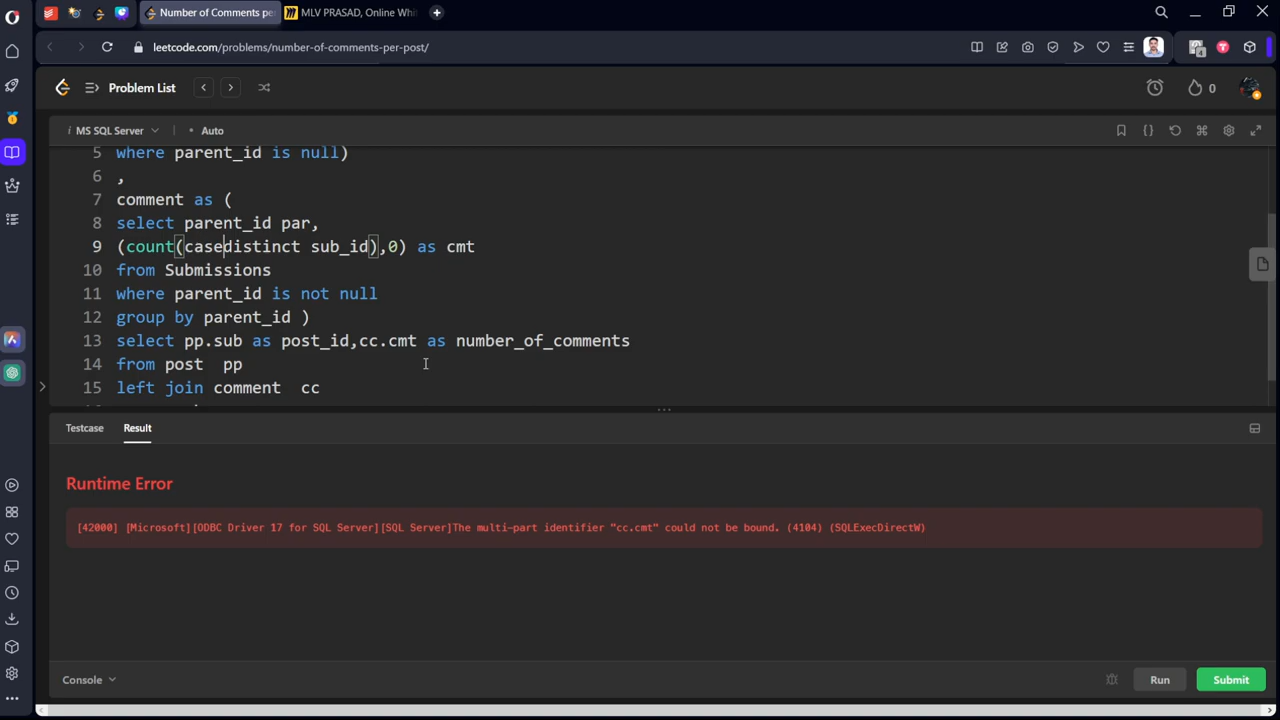 Number of Comments pe
MLV PRASAD, Online Whi
leetcode.com/problems/number-of-comments-per-post/
4
Problem List
0
MS SQL Server
Auto
5 where parent_id is null)
6 ,
7 comment as (
8 select parent_id par,
9 (count(casedistinct sub_id),0) as cmt
10 from Submissions
11 where parent_id is not null
12 group by parent_id )
13 select pp.sub as post_id,cc.cmt as number_of_comments
14 from post pp
15 left join comment cc
Testcase
Result
Runtime Error
[42000] [Microsoft][ODBC Driver 17 for SQL Server][SQL Server]The multi-part identifier "cc.cmt" could not be bound. (4104) (SQLExecDirectW)
Console
Run
Submit